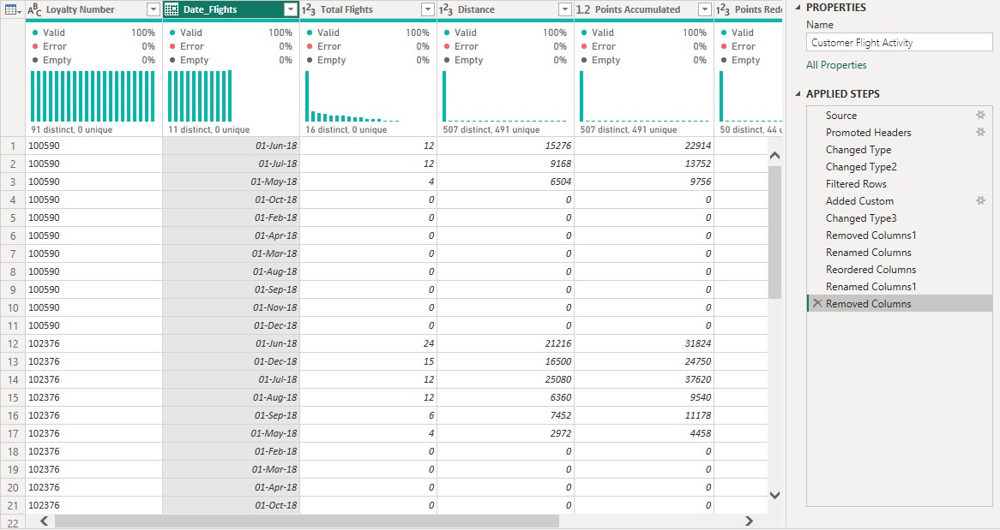 ABC Loyalty Number Date_Flights 123 Total Flights 123 Distance 1.2 Points Accumulated 123 Points Red
Valid 100% Valid 100% Valid 100% Valid 100% Valid 100% Valid
Error 0% Error 0% Error 0% Error 0% Error 0% Error
Empty 0% Empty 0% Empty 0% Empty 0% Empty 0% Empty
91 distinct, 0 unique 11 distinct, 0 unique 16 distinct, 0 unique 507 distinct, 491 unique 507 distinct, 491 unique 50 distinct, 44 u
1 100590 01-Jun-18 12 15276 22914
2 100590 01-Jul-18 12 9168 13752
3 100590 01-May-18 4 6504 9756
4 100590 01-Oct-18 0 0 0
5 100590 01-Feb-18 0 0 0
6 100590 01-Apr-18 0 0 0
7 100590 01-Mar-18 0 0 0
8 100590 01-Aug-18 0 0 0
9 100590 01-Sep-18 0 0 0
10 100590 01-Nov-18 0 0 0
11 100590 01-Dec-18 0 0 0
12 102376 01-Jun-18 24 21216 31824
13 102376 01-Dec-18 15 16500 24750
14 102376 01-Jul-18 12 25080 37620
15 102376 01-Aug-18 12 6360 9540
16 102376 01-Sep-18 6 7452 11178
17 102376 01-May-18 4 2972 4458
18 102376 01-Feb-18 0 0 0
19 102376 01-Mar-18 0 0 0
20 102376 01-Apr-18 0 0 0
21 102376 01-Oct-18 0 0 0
22
PROPERTIES
Name
Customer Flight Activity
All Properties
APPLIED STEPS
Source
Promoted Headers
Changed Type
Changed Type2
Filtered Rows
Added Custom
Changed Type3
Removed Columns1
Renamed Columns
Reordered Columns
Renamed Columns1
Removed Columns